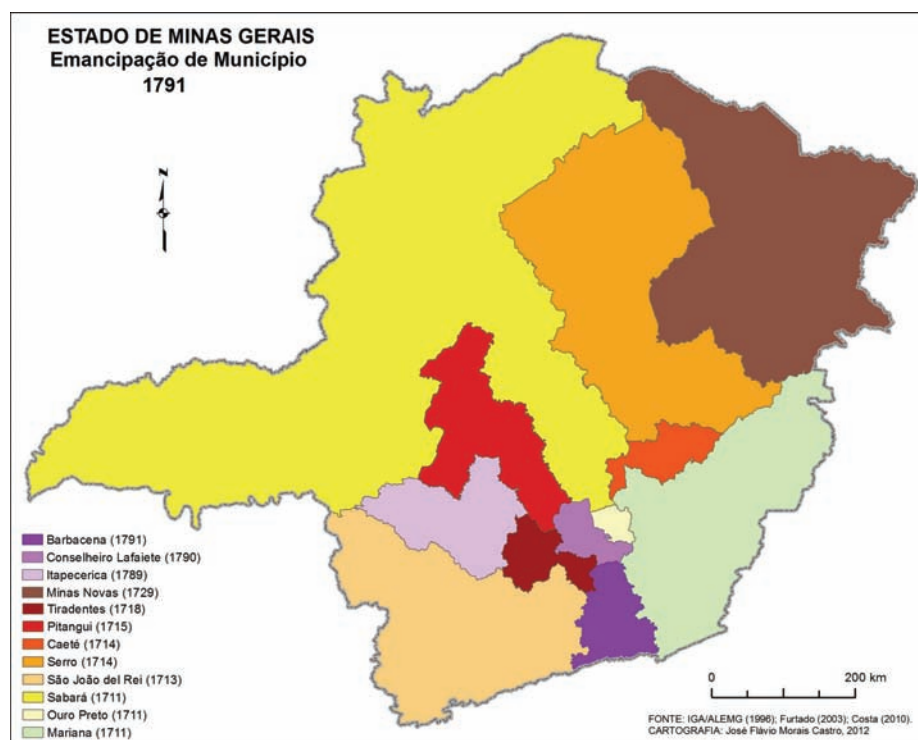 ESTADO DE MINAS GERAIS
Emancipação de Município
1791
N
Barbacena (1791)
Conselheiro Lafaiete (1790)
Itapecerica (1789)
Minas Novas (1729)
Tiradentes (1718)
Pitangui (1715)
Caeté (1714)
Serro (1714)
São João del Rei (1713)
Sabará (1711)
Ouro Preto (1711)
Mariana (1711)
0 200 km
FONTE: IGA/ALEMG (1996); Furtado (2003); Costa (2010).
CARTOGRAFIA: José Flávio Morais Castro, 2012